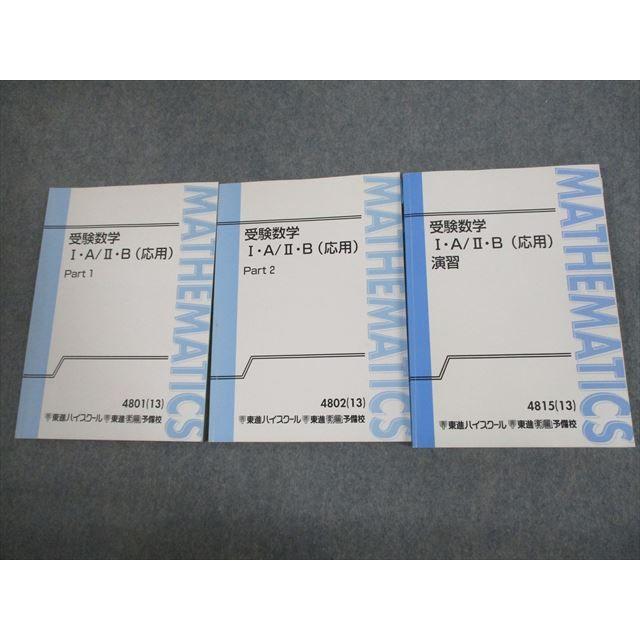 受験数学
Ⅰ・A/Ⅱ・B(応用)
Part 1
MATHEMATICS
4801(13)
東進ハイスクール 東進衛星予備校
受験数学
Ⅰ・A/Ⅱ・B(応用)
Part 2
MATHEMATICS
4802(13)
東進ハイスクール 東進衛星予備校
受験数学
Ⅰ・A/Ⅱ・B(応用)
演習
MATHEMATICS
4815(13)
東進ハイスクール 東進衛星予備校